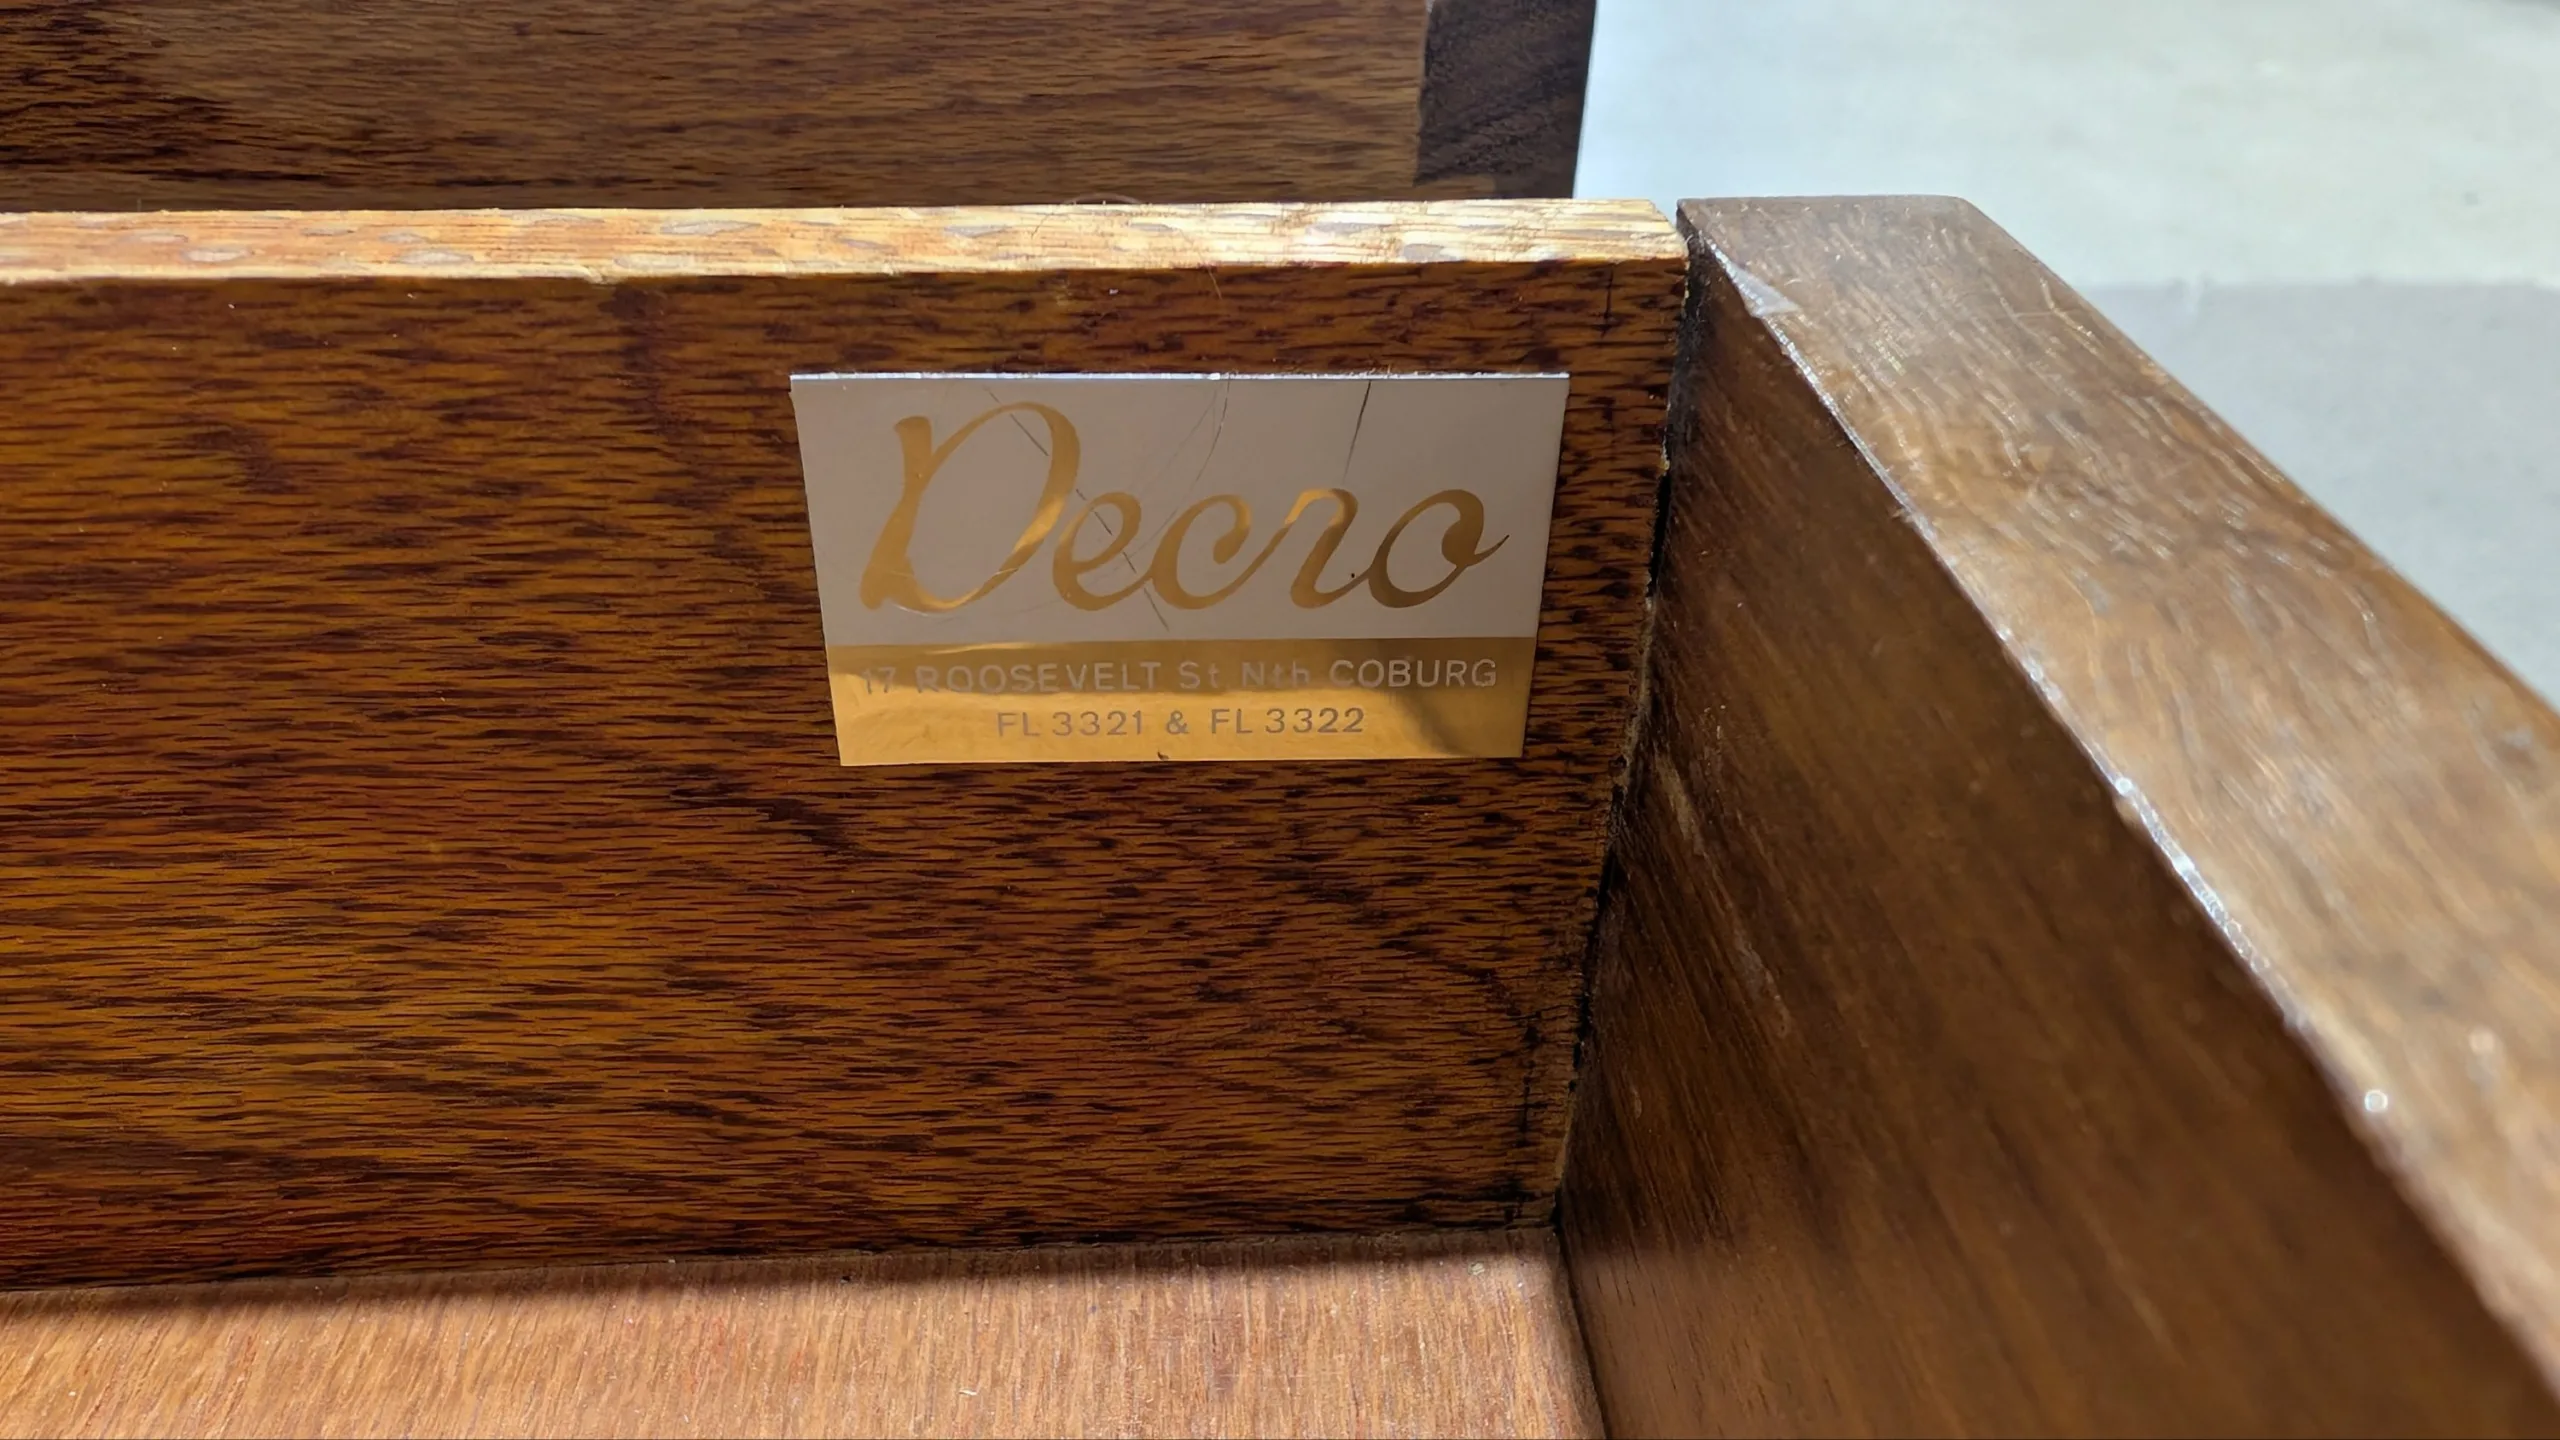 Decro
17 ROOSEVELT St Nth COBURG
FL 3321 & FL 3322